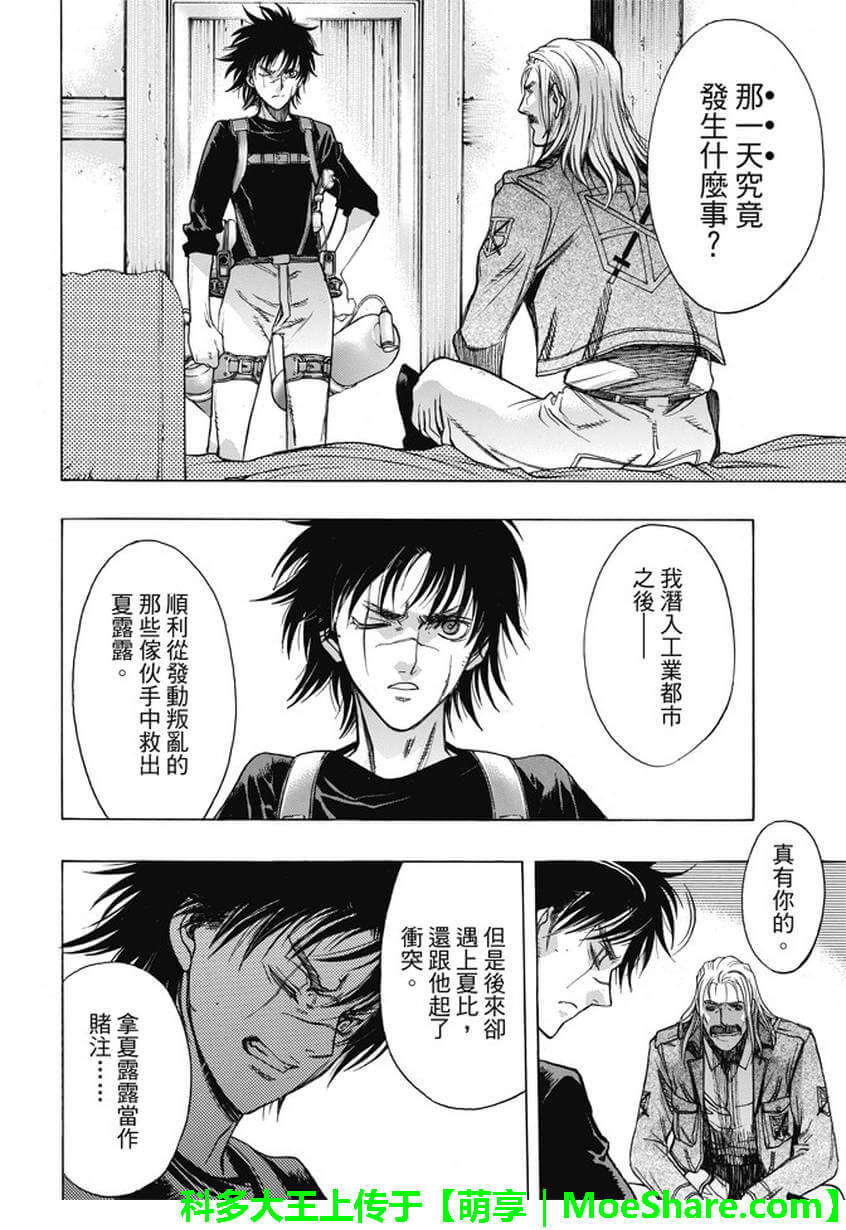 那一天究竟
發生什麼事？
我潛入工業都市
之後——
順利從發動叛亂的
那些傢伙手中救出
夏露露。
真有你的。
但是後來卻
遇上夏比，
還跟他起了
衝突。
拿夏露露當作
賭注……
科多大王上传于【萌享｜MoeShare.com】